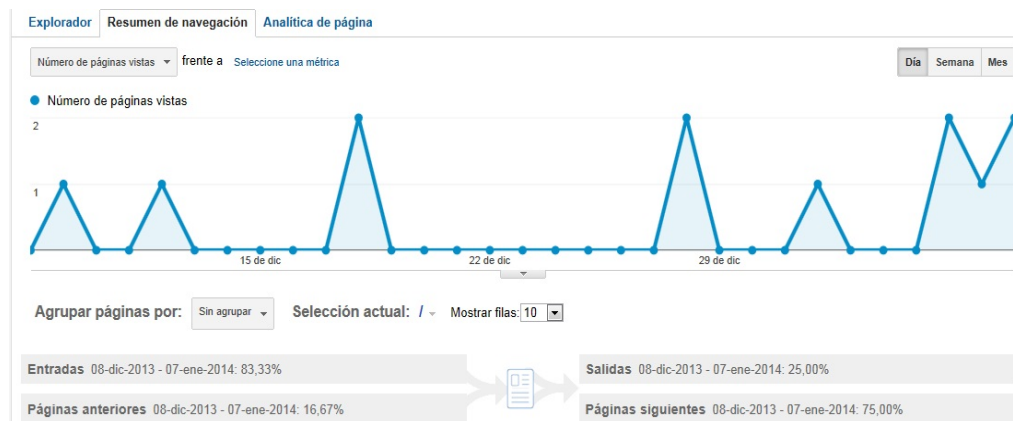 Explorador Resumen de navegación Analítica de página
Número de páginas vistas frente a Seleccione una métrica Día Semana Mes
Número de páginas vistas
2
1
15 de dic 22 de dic 29 de dic
Agrupar páginas por: Sin agrupar Selección actual: / Mostrar filas: 10
Entradas 08-dic-2013 - 07-ene-2014: 83,33% Salidas 08-dic-2013 - 07-ene-2014: 25,00%
Páginas anteriores 08-dic-2013 - 07-ene-2014: 16,67% Páginas siguientes 08-dic-2013 - 07-ene-2014: 75,00%